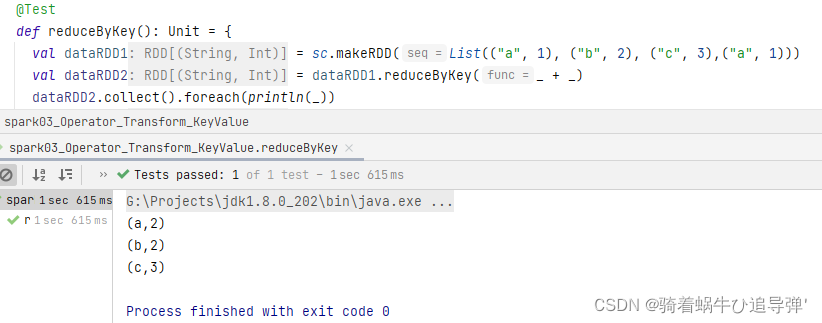 @Test
def reduceByKey(): Unit = {
val dataRDD1: RDD[(String, Int)] = sc.makeRDD( seq = List(("a", 1), ("b", 2), ("c", 3),("a", 1)))
val dataRDD2: RDD[(String, Int)] = dataRDD1.reduceByKey( func = _ + _)
dataRDD2.collect().foreach(println(_))
spark03_Operator_Transform_KeyValue
spark03_Operator_Transform_KeyValue.reduceByKey ×
» Tests passed: 1 of 1 test – 1 sec 615 ms
spar 1 sec 615 ms
r 1 sec 615 ms
G:\Projects\jdk1.8.0_202\bin\java.exe ...
(a,2)
(b,2)
(c,3)
Process finished with exit code 0
CSDN @骑着蜗牛ひ追导弹'